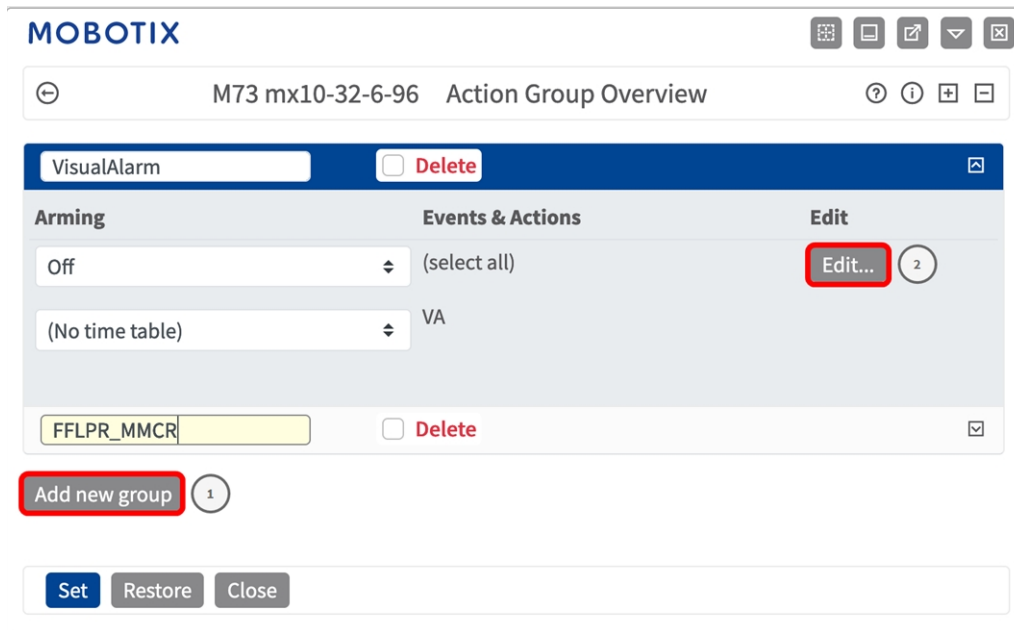 MOBOTIX
M73 mx10-32-6-96 Action Group Overview
VisualAlarm Delete
Arming Events & Actions Edit
Off (select all) Edit... 2
(No time table) VA
FFLPR_MMCR Delete
Add new group 1
Set Restore Close